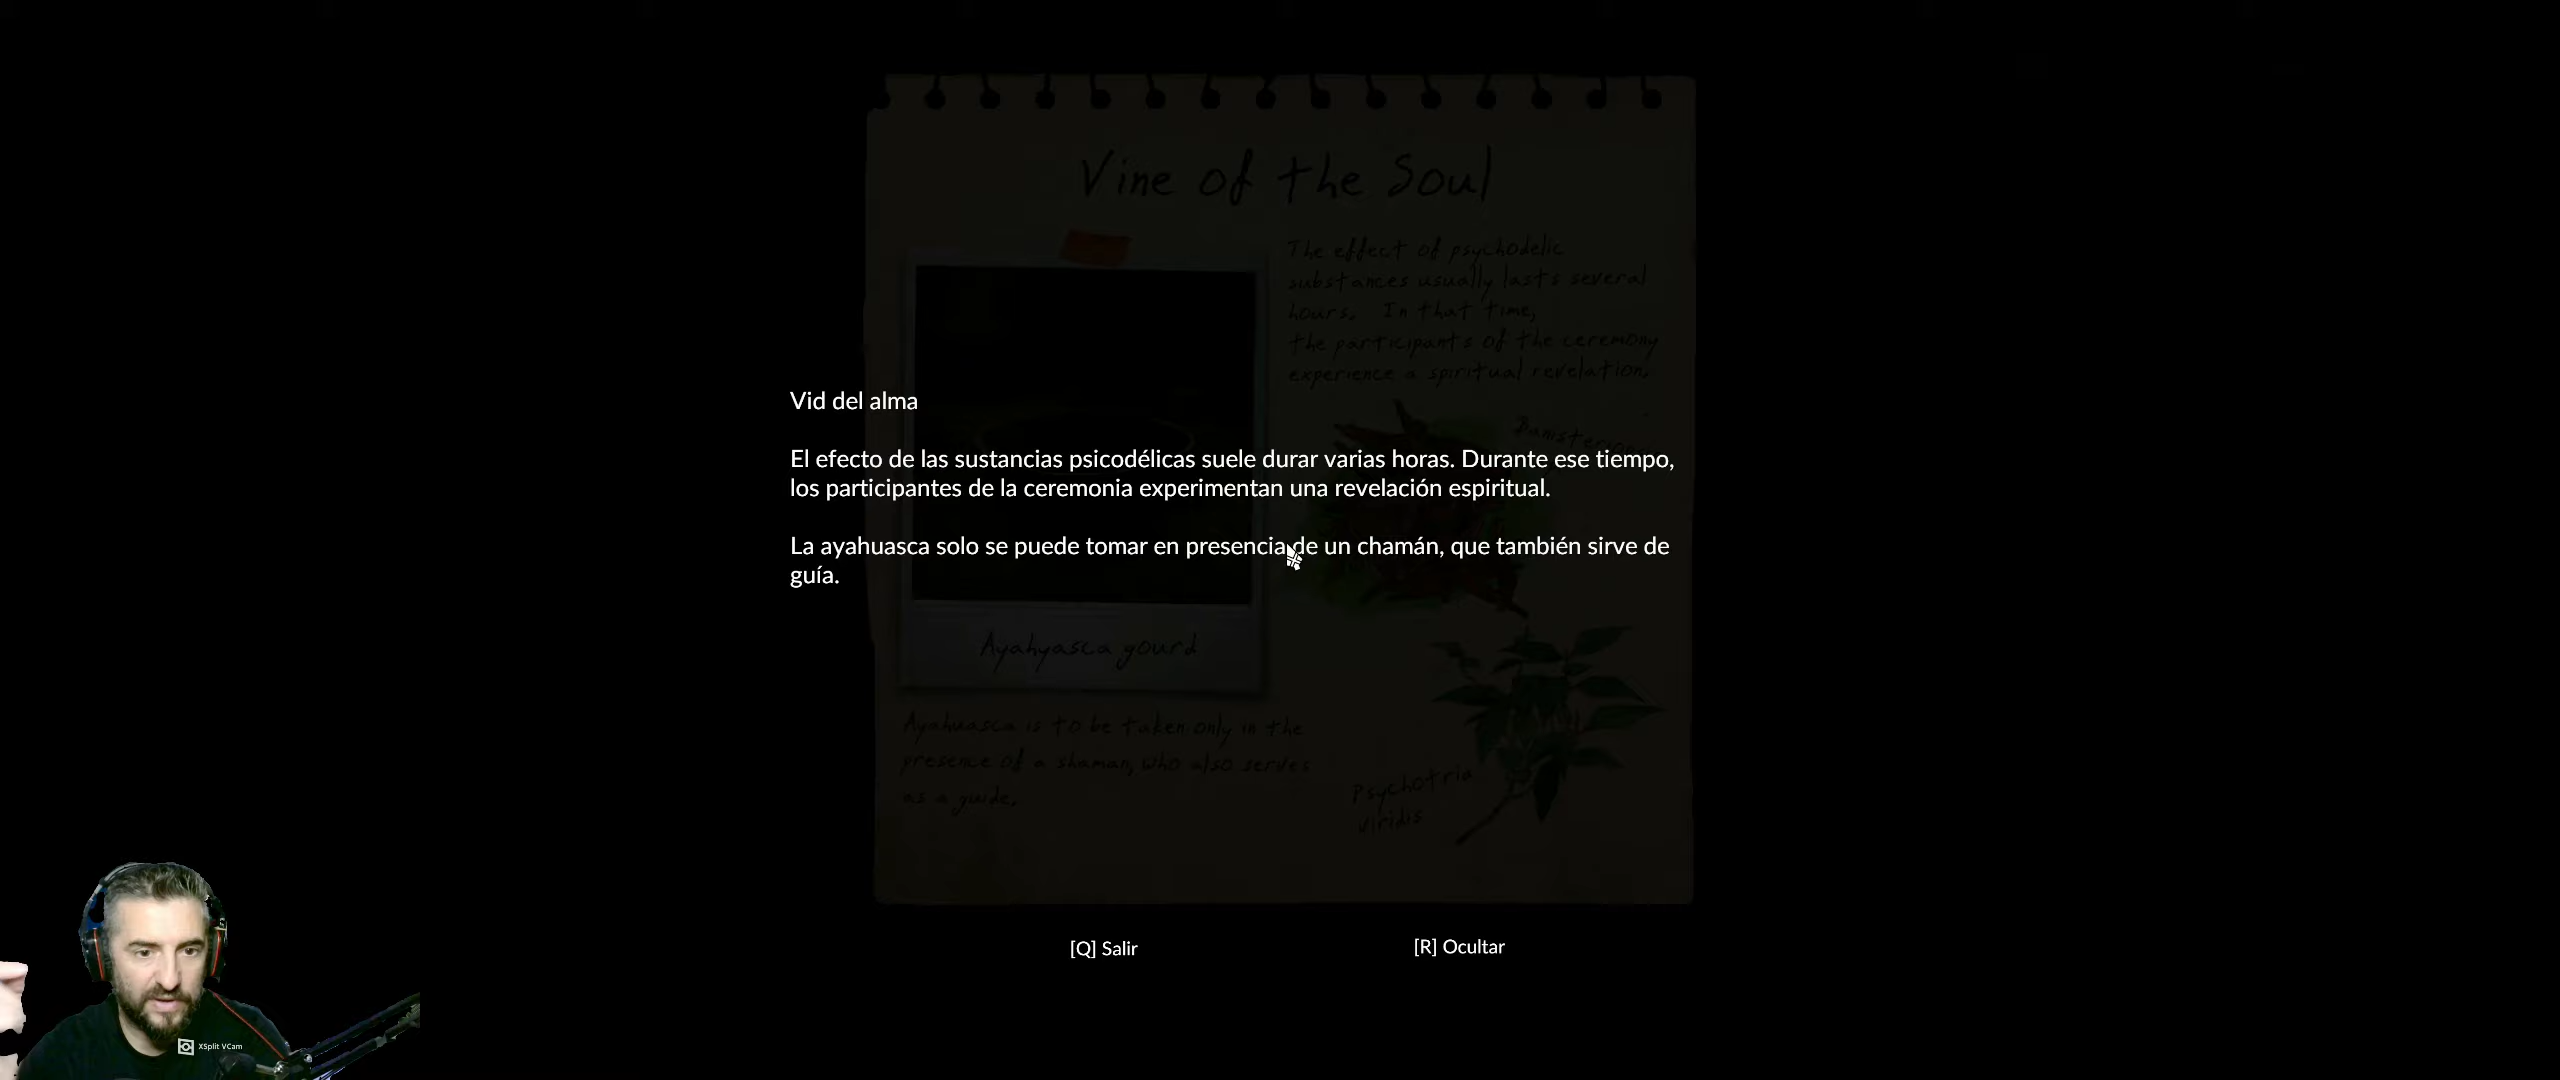 Vine of the Soul
The effect of psychodelic
substances usually lasts several
hours. In that time,
the participants of the ceremony
experience a spiritual revelation.
Vid del alma
El efecto de las sustancias psicodélicas suele durar varias horas. Durante ese tiempo,
los participantes de la ceremonia experimentan una revelación espiritual.
La ayahuasca solo se puede tomar en presencia de un chamán, que también sirve de
guía.
Ayahyasca gourd
Ayahuasca is to be taken only in the
presence of a shaman, who also serves
as a guide.
Psychotria
viridis
[Q] Salir
[R] Ocultar
XSplit VCam